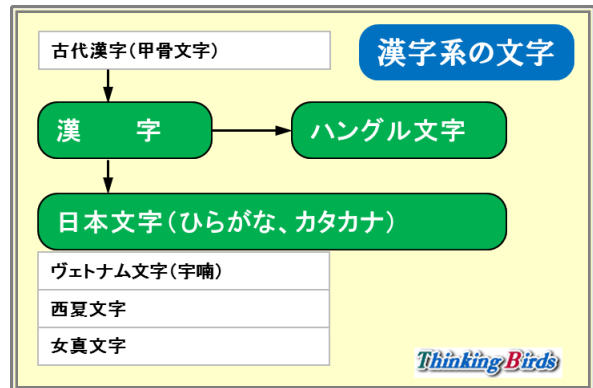 古代漢字(甲骨文字)
漢字系の文字
漢　字
ハングル文字
日本文字(ひらがな、カタカナ)
ヴェトナム文字(字喃)
西夏文字
女真文字
ThinkingBirds